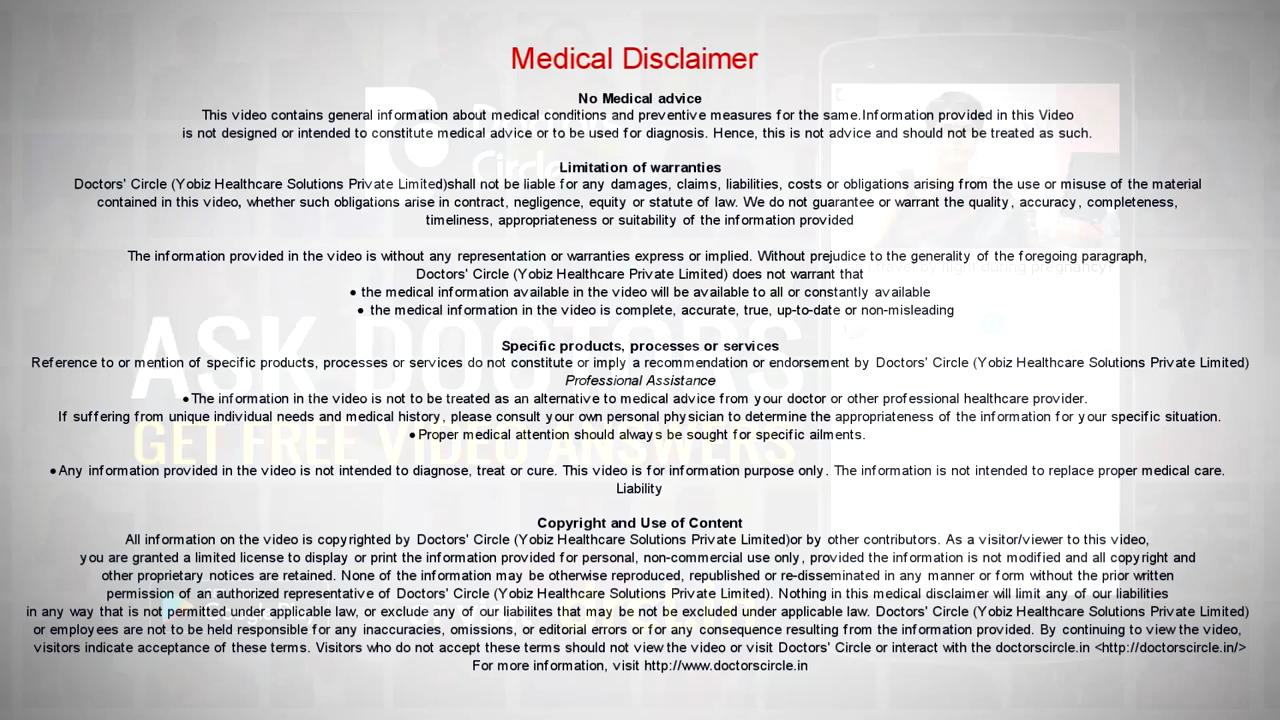 Medical Disclaimer
No Medical advice
This video contains general information about medical conditions and preventive measures for the same.Information provided in this Video
is not designed or intended to constitute medical advice or to be used for diagnosis. Hence, this is not advice and should not be treated as such.
Limitation of warranties
Doctors' Circle (Yobiz Healthcare Solutions Private Limited)shall not be liable for any damages, claims, liabilities, costs or obligations arising from the use or misuse of the material
contained in this video, whether such obligations arise in contract, negligence, equity or statute of law. We do not guarantee or warrant the quality, accuracy, completeness,
timeliness, appropriateness or suitability of the information provided
The information provided in the video is without any representation or warranties express or implied. Without prejudice to the generality of the foregoing paragraph,
Doctors' Circle (Yobiz Healthcare Private Limited) does not warrant that
travel by flight during pregnancy?
• the medical information available in the video will be available to all or constantly available
• the medical information in the video is complete, accurate, true, up-to-date or non-misleading
ASK DOCTORS
Specific products, processes or services
Reference to or mention of specific products, processes or services do not constitute or imply a recommendation or endorsement by Doctors' Circle (Yobiz Healthcare Solutions Private Limited)
Professional Assistance
•The information in the video is not to be treated as an alternative to medical advice from your doctor or other professional healthcare provider.
If suffering from unique individual needs and medical history, please consult your own personal physician to determine the appropriateness of the information for your specific situation.
•Proper medical attention should always be sought for specific ailments.
GET FREE VIDEO ANSWERS
•Any information provided in the video is not intended to diagnose, treat or cure. This video is for information purpose only. The information is not intended to replace proper medical care.
Liability
Copyright and Use of Content
All information on the video is copyrighted by Doctors' Circle (Yobiz Healthcare Solutions Private Limited)or by other contributors. As a visitor/viewer to this video,
you are granted a limited license to display or print the information provided for personal, non-commercial use only, provided the information is not modified and all copyright and
other proprietary notices are retained. None of the information may be otherwise reproduced, republished or re-disseminated in any manner or form without the prior written
permission of an authorized representative of Doctors' Circle (Yobiz Healthcare Solutions Private Limited). Nothing in this medical disclaimer will limit any of our liabilities
in any way that is not permitted under applicable law, or exclude any of our liabilites that may be not be excluded under applicable law. Doctors' Circle (Yobiz Healthcare Solutions Private Limited)
or employees are not to be held responsible for any inaccuracies, omissions, or editorial errors or for any consequence resulting from the information provided. By continuing to view the video,
visitors indicate acceptance of these terms. Visitors who do not accept these terms should not view the video or visit Doctors' Circle or interact with the doctorscircle.in <http://doctorscircle.in/>
For more information, visit http://www.doctorscircle.in